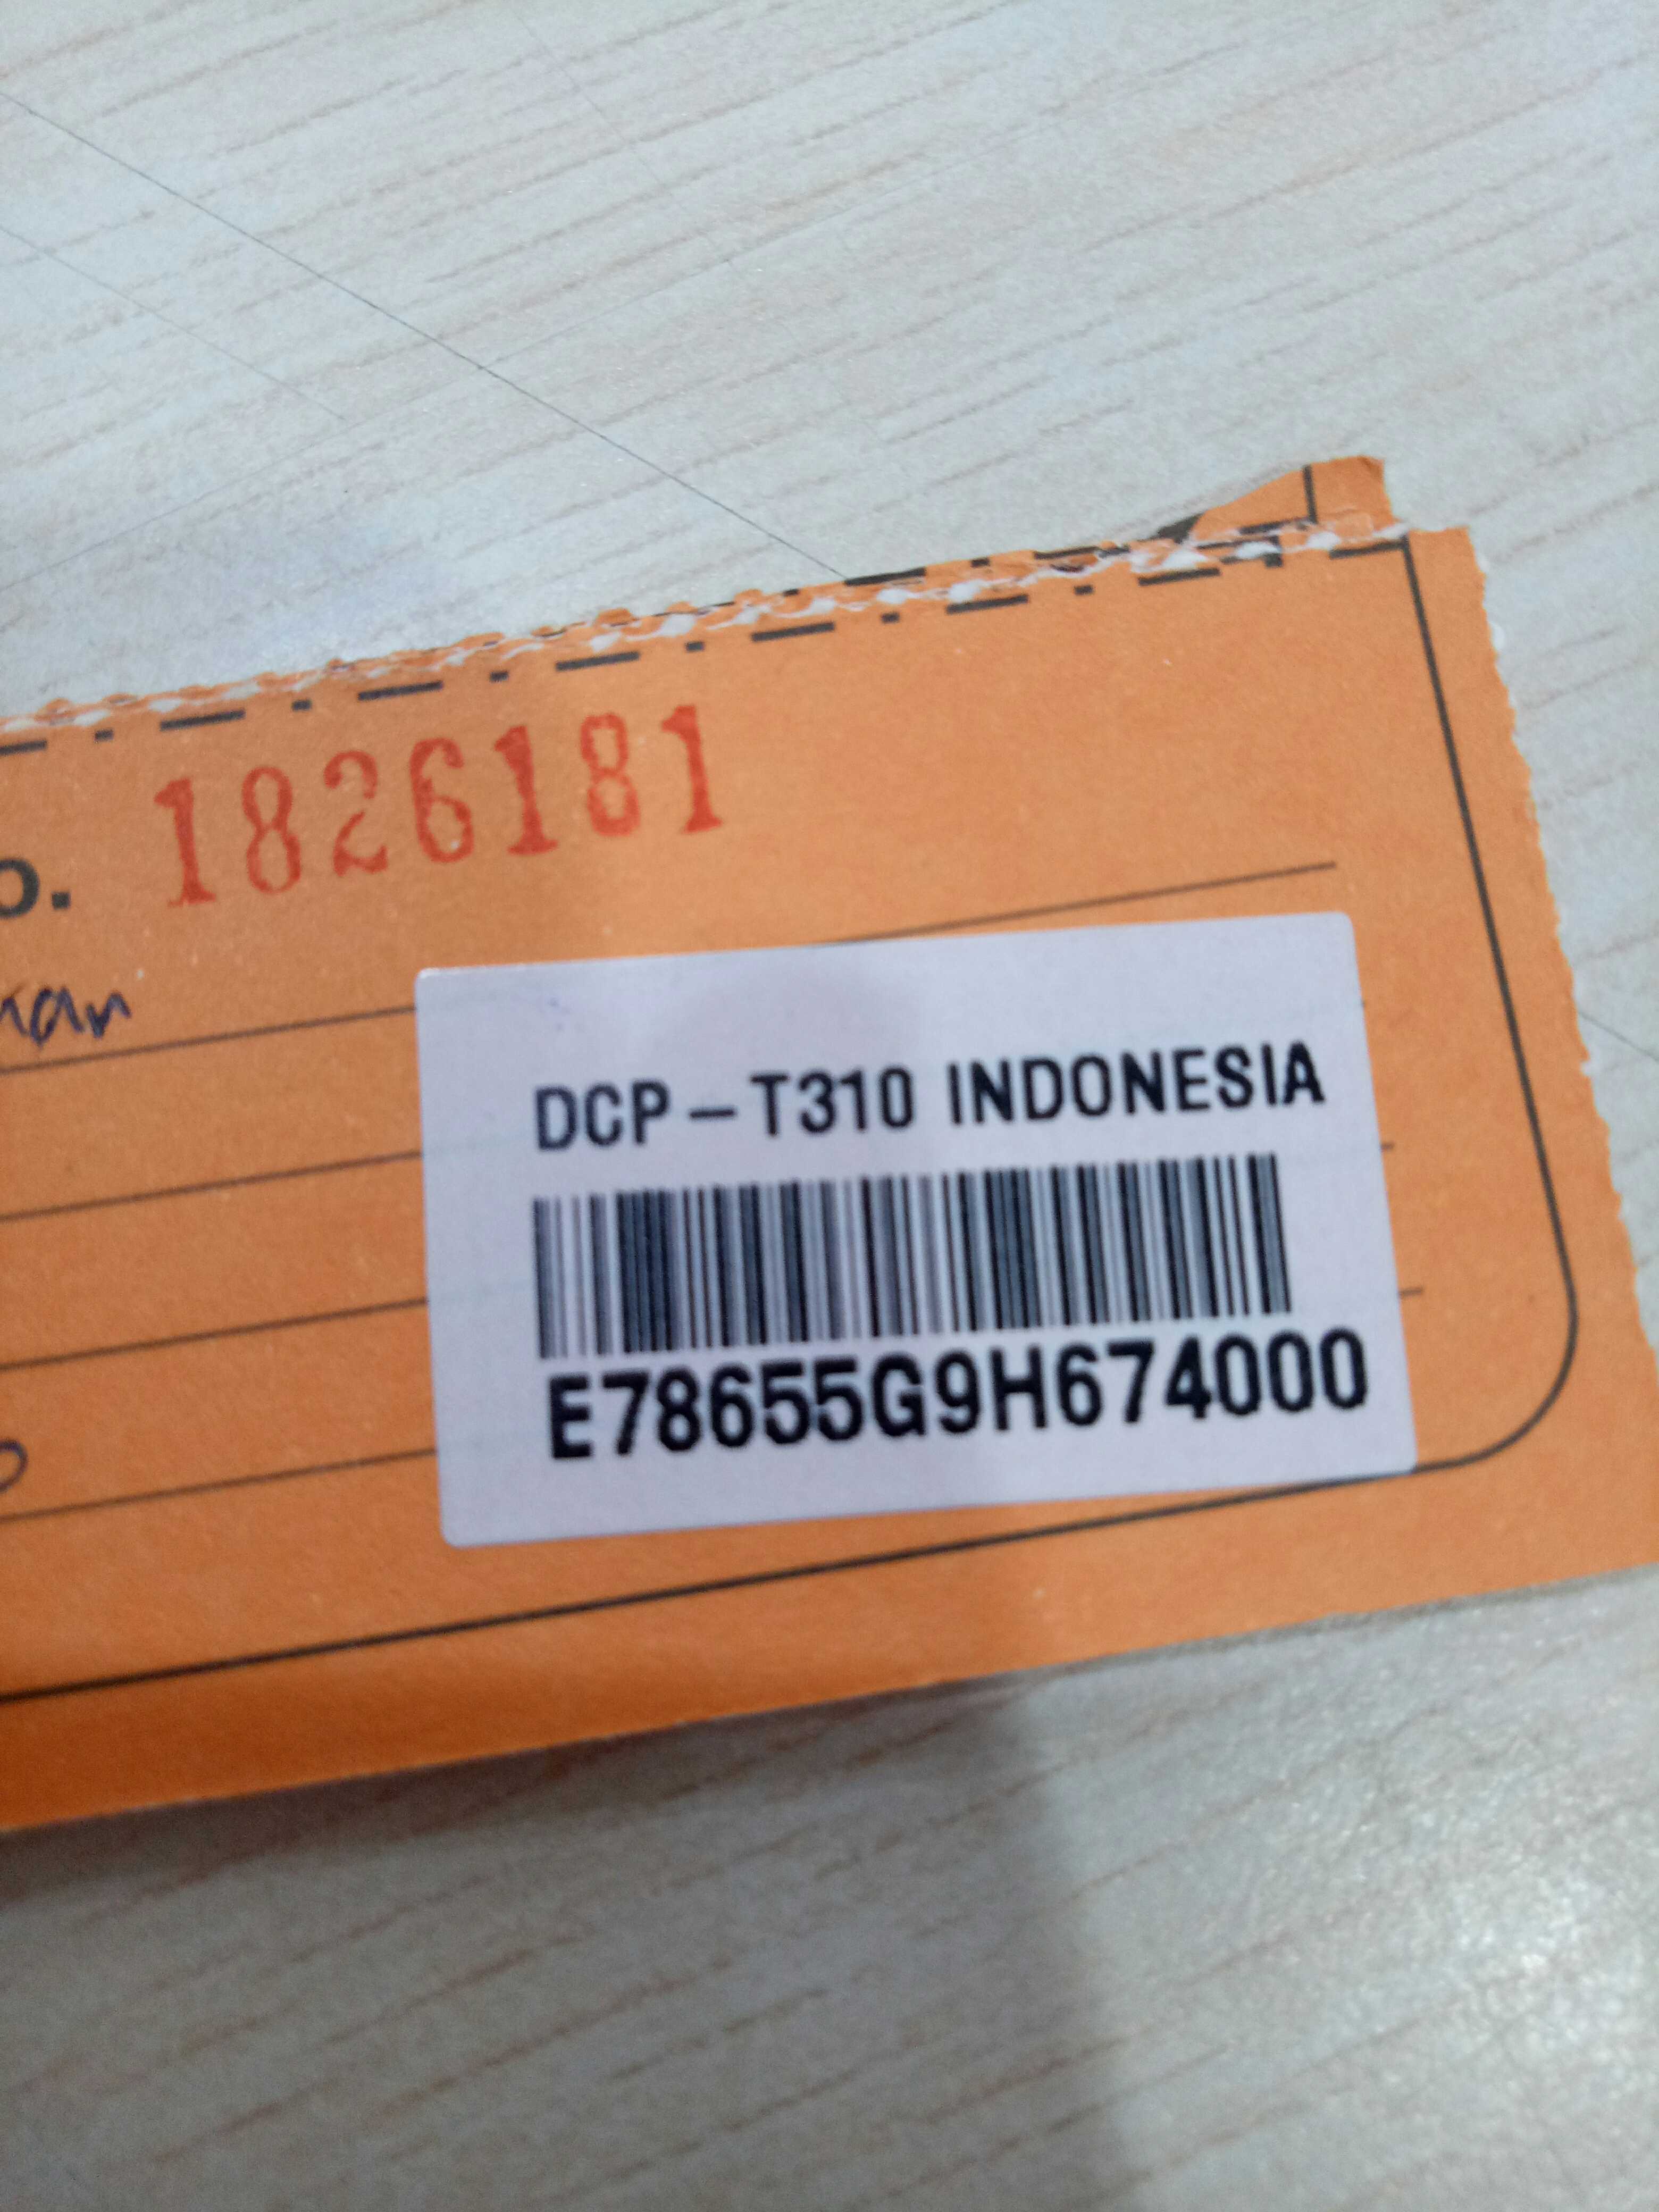 o. 1826181
DCP-T310 INDONESIA
E78655G9H674000